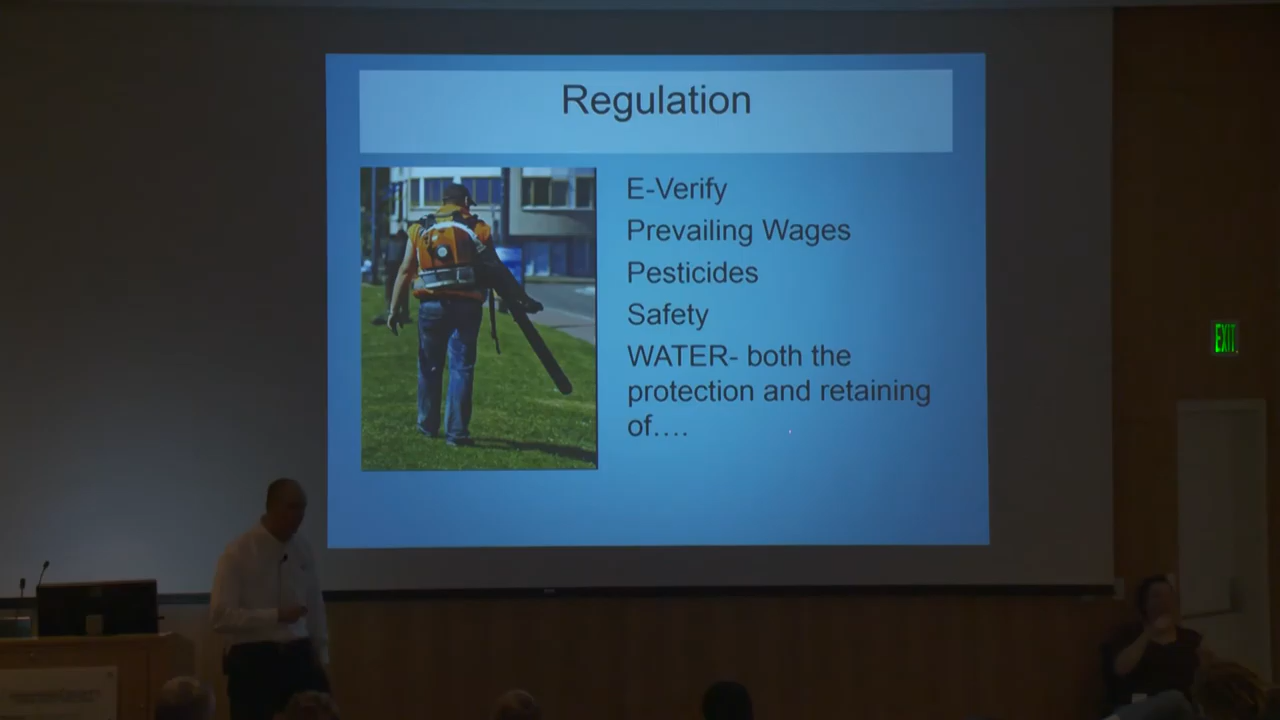 Regulation
E-Verify
Prevailing Wages
Pesticides
Safety
WATER- both the
protection and retaining
of....
EXIT